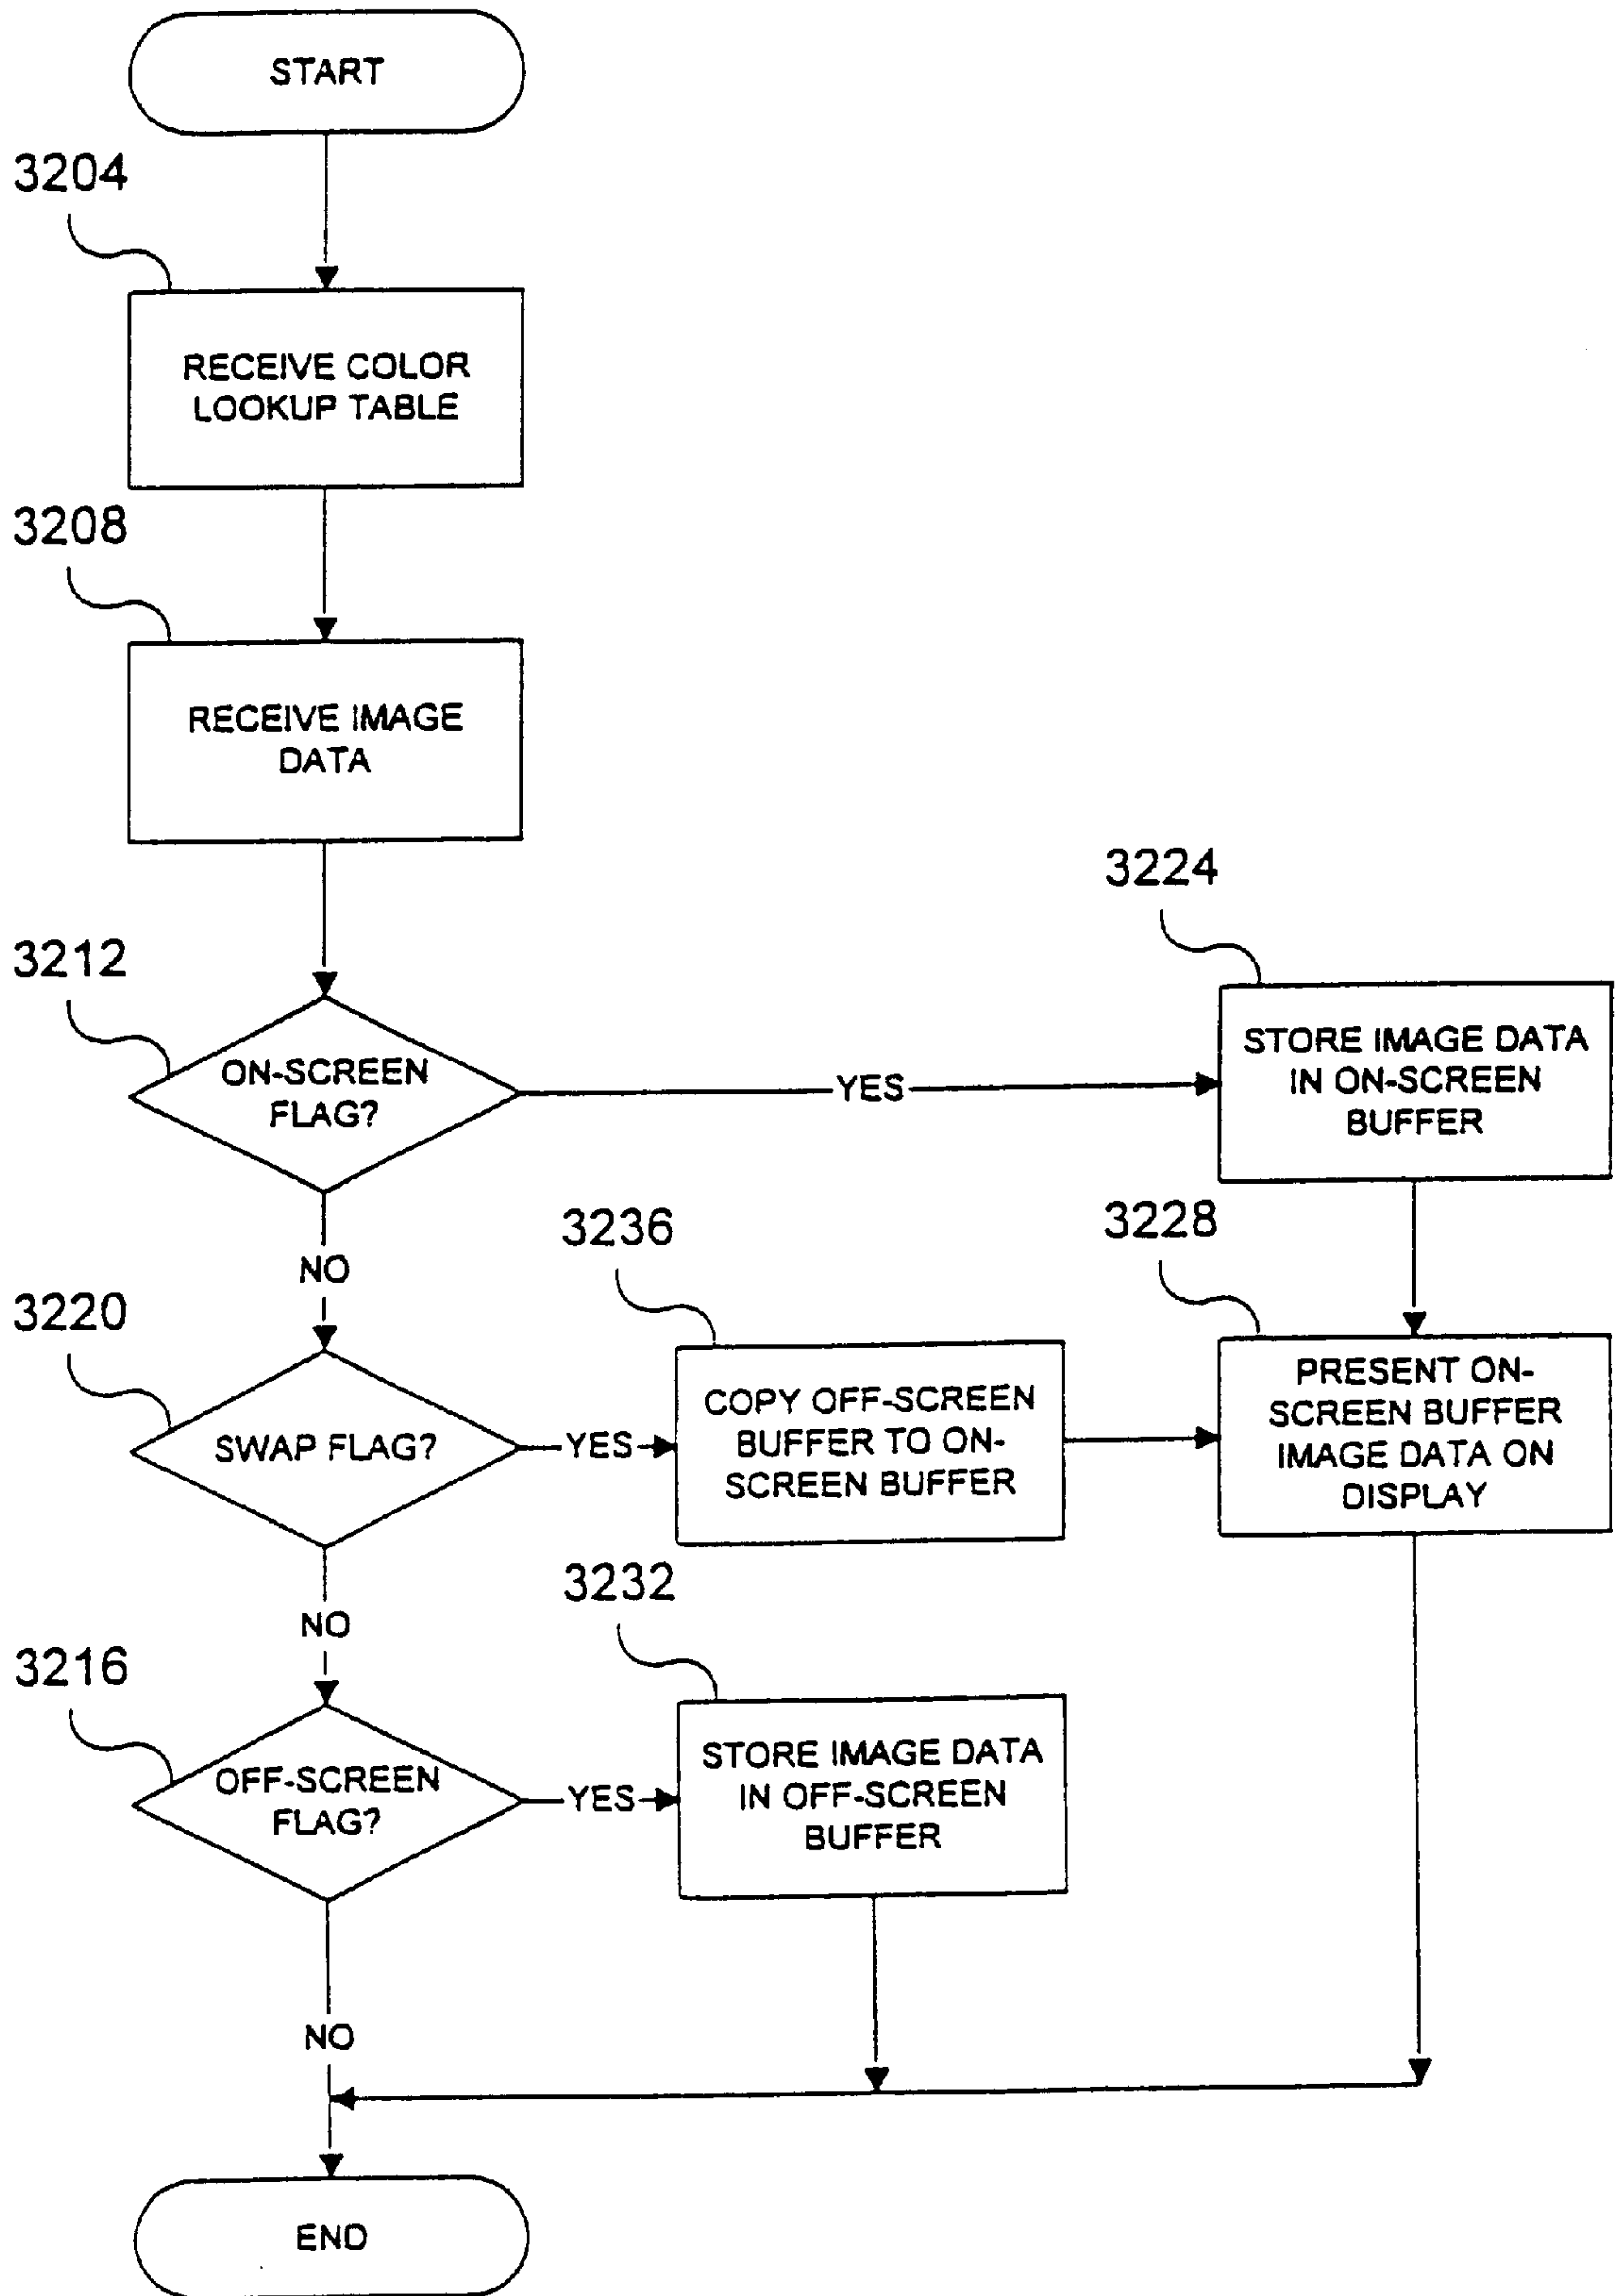 START
3204
RECEIVE COLOR
LOOKUP TABLE
3208
RECEIVE IMAGE
DATA
3212
ON-SCREEN
FLAG?
YES
3224
STORE IMAGE DATA
IN ON-SCREEN
BUFFER
NO
3220
SWAP FLAG?
YES
3236
COPY OFF-SCREEN
BUFFER TO ON-
SCREEN BUFFER
3228
PRESENT ON-
SCREEN BUFFER
IMAGE DATA ON
DISPLAY
NO
3216
OFF-SCREEN
FLAG?
YES
3232
STORE IMAGE DATA
IN OFF-SCREEN
BUFFER
NO
END